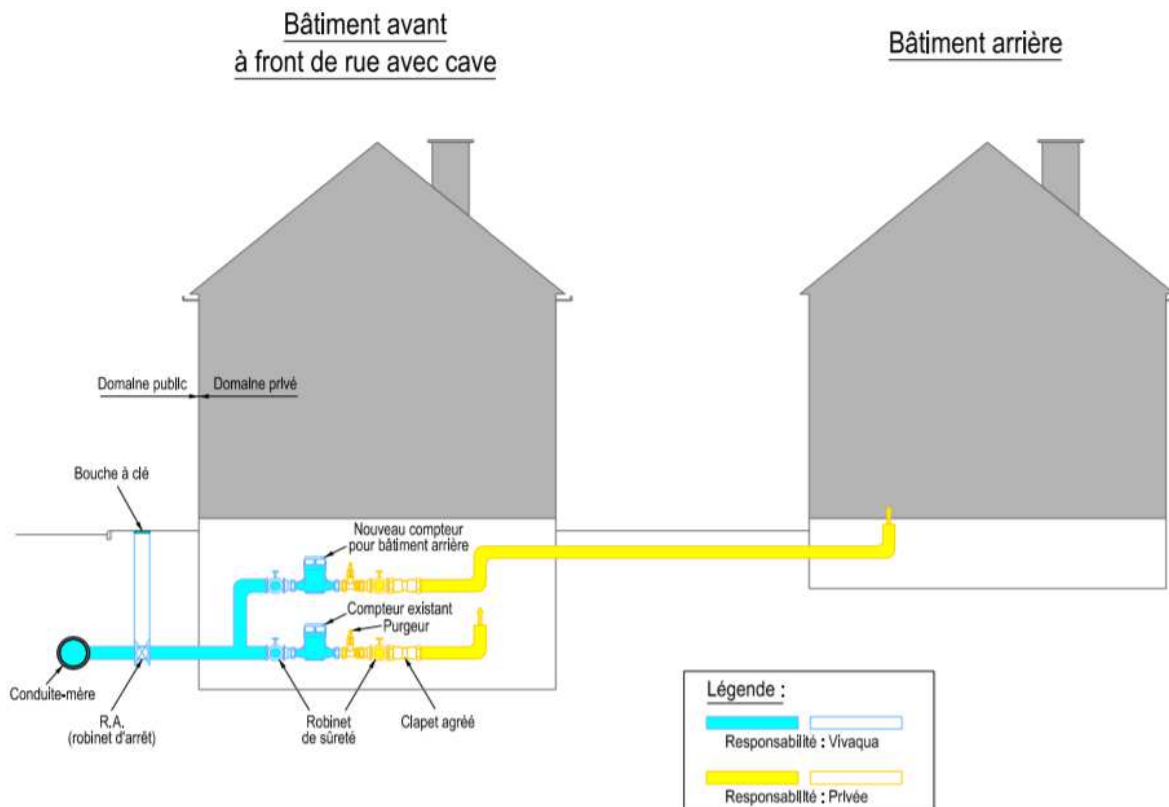 Bâtiment avant
à front de rue avec cave
Bâtiment arrière
Domaine public
Domaine privé
Bouche à clé
Nouveau compteur
pour bâtiment arrière
Compteur existant
Purgeur
Conduite-mère
R.A.
(robinet d'arrêt)
Robinet
de sûreté
Clapet agréé
Légende :
Responsabilité : Vivaqua
Responsabilité : Privée